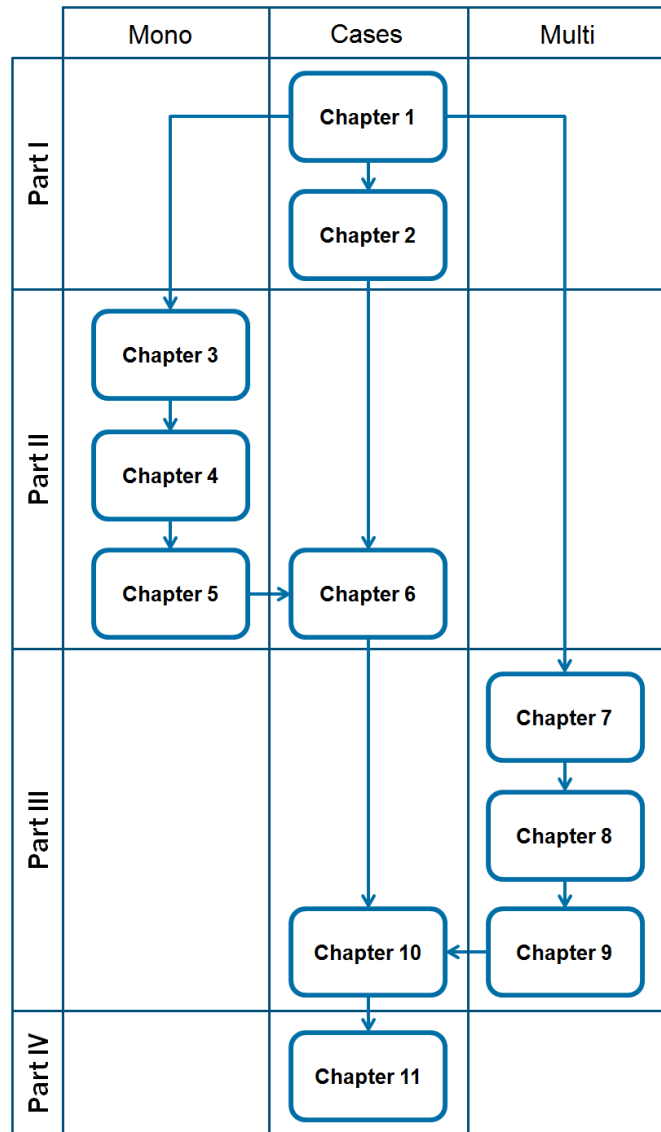 Mono
Cases
Multi
Part I
Chapter 1
Chapter 2
Part II
Chapter 3
Chapter 4
Chapter 5
Chapter 6
Part III
Chapter 7
Chapter 8
Chapter 10
Chapter 9
Part IV
Chapter 11